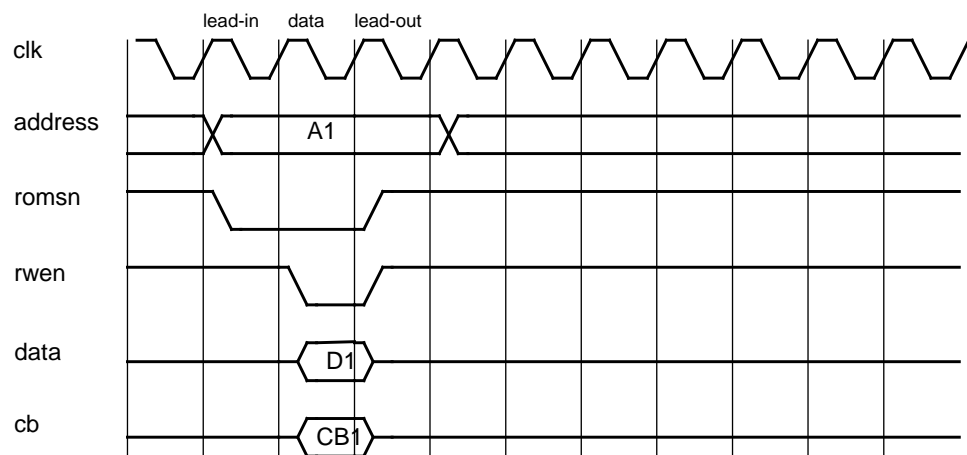 lead-in data lead-out
clk
address A1
romsn
rwen
data D1
cb CB1